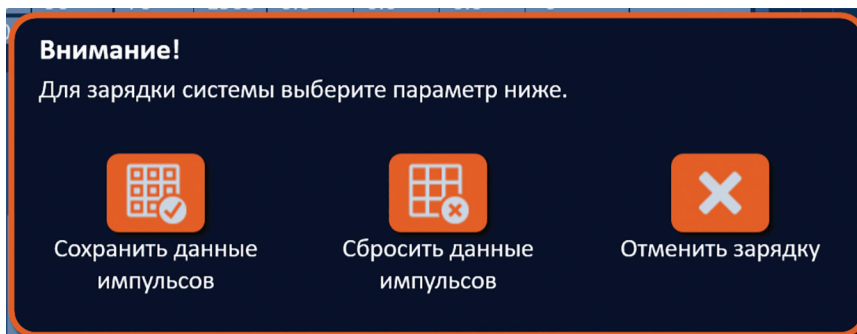 Внимание!
Для зарядки системы выберите параметр ниже.
Сохранить данные
импульсов
Сбросить данные
импульсов
Отменить зарядку